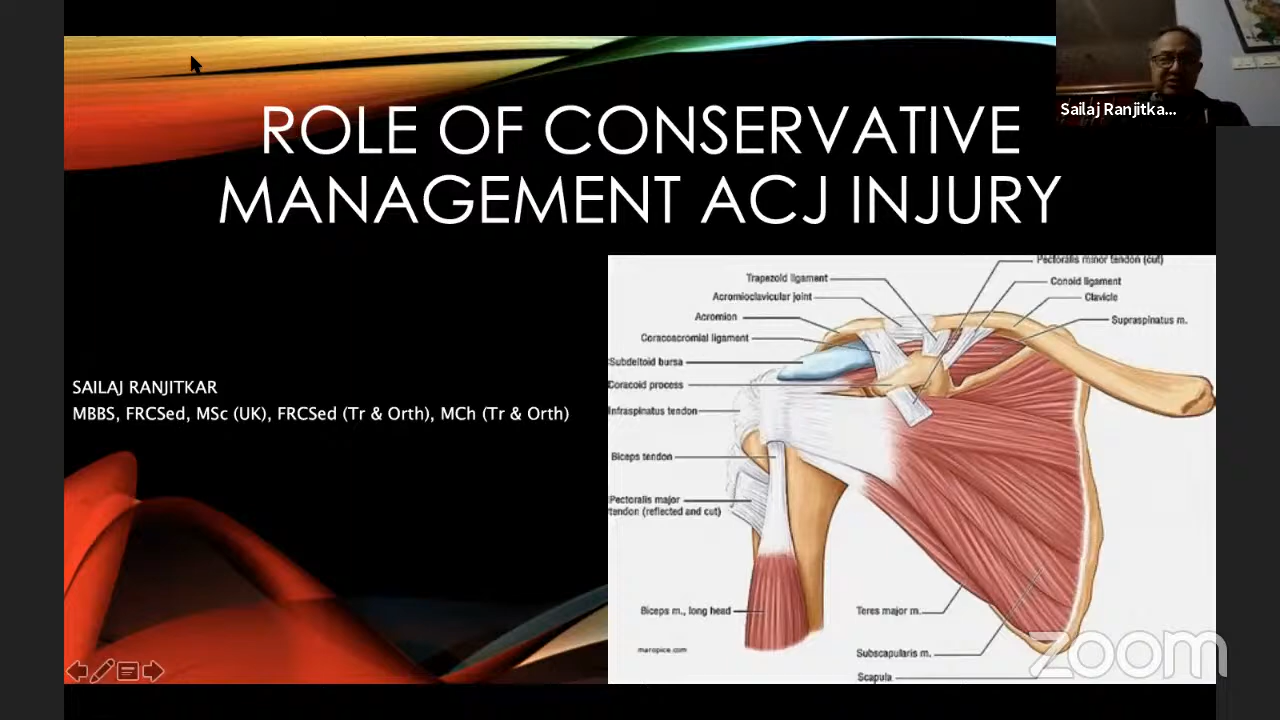 ROLE OF CONSERVATIVE
MANAGEMENT ACJ INJURY
Sailaj Ranjitka...
SAILAJ RANJITKAR
MBBS, FRCSed, MSc (UK), FRCSed (Tr & Orth), MCh (Tr & Orth)
Pectoralis minor tendon (cut)
Trapezoid ligament
Conoid ligament
Acromioclavicular joint
Clavicle
Acromion
Supraspinatus m.
Coracoacromial ligament
Subdeltoid bursa
Coracoid process
Infraspinatus tendon
Biceps tendon
Pectoralis major
tendon (reflected and cut)
Biceps m., long head
Teres major m.
Subscapularis m.
Scapula
zoom